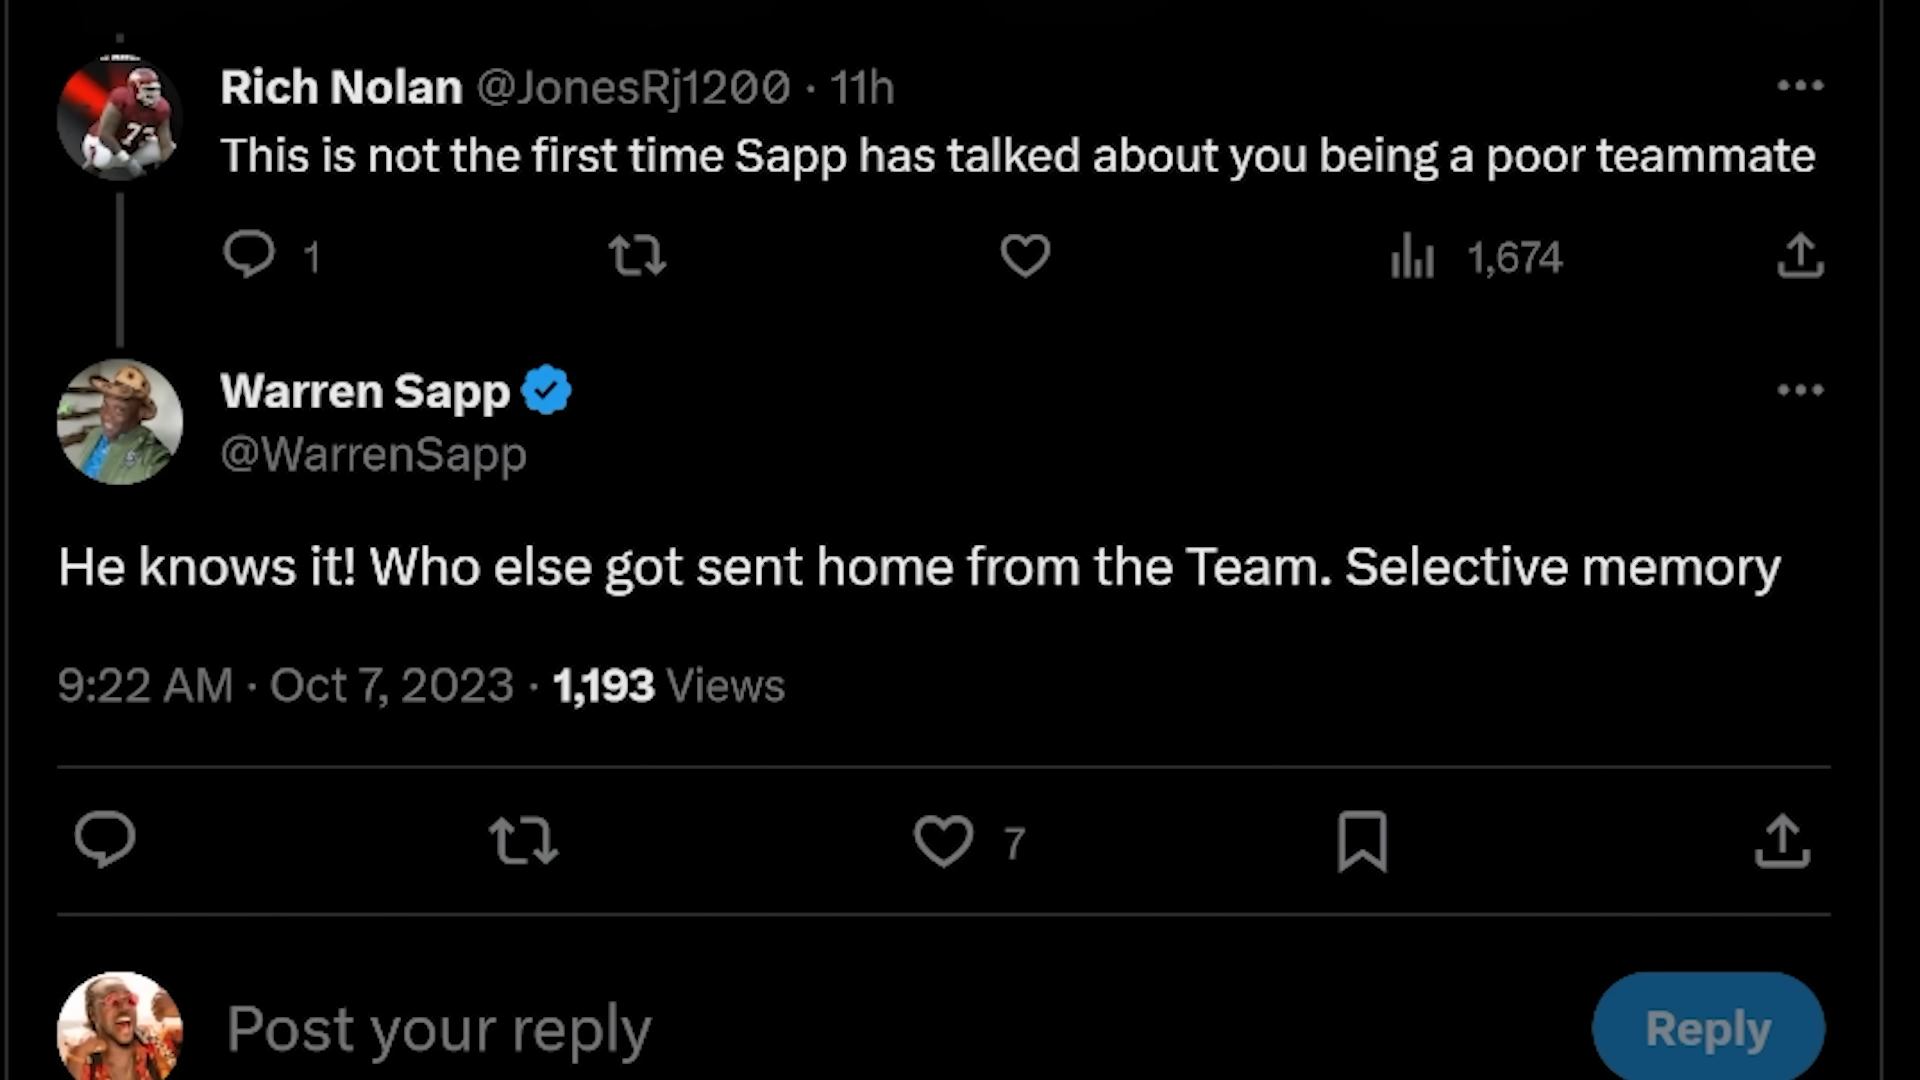 Rich Nolan @JonesRj1200 · 11h
This is not the first time Sapp has talked about you being a poor teammate
1 1,674
Warren Sapp
@WarrenSapp
He knows it! Who else got sent home from the Team. Selective memory
9:22 AM · Oct 7, 2023 · 1,193 Views
7
Post your reply
Reply